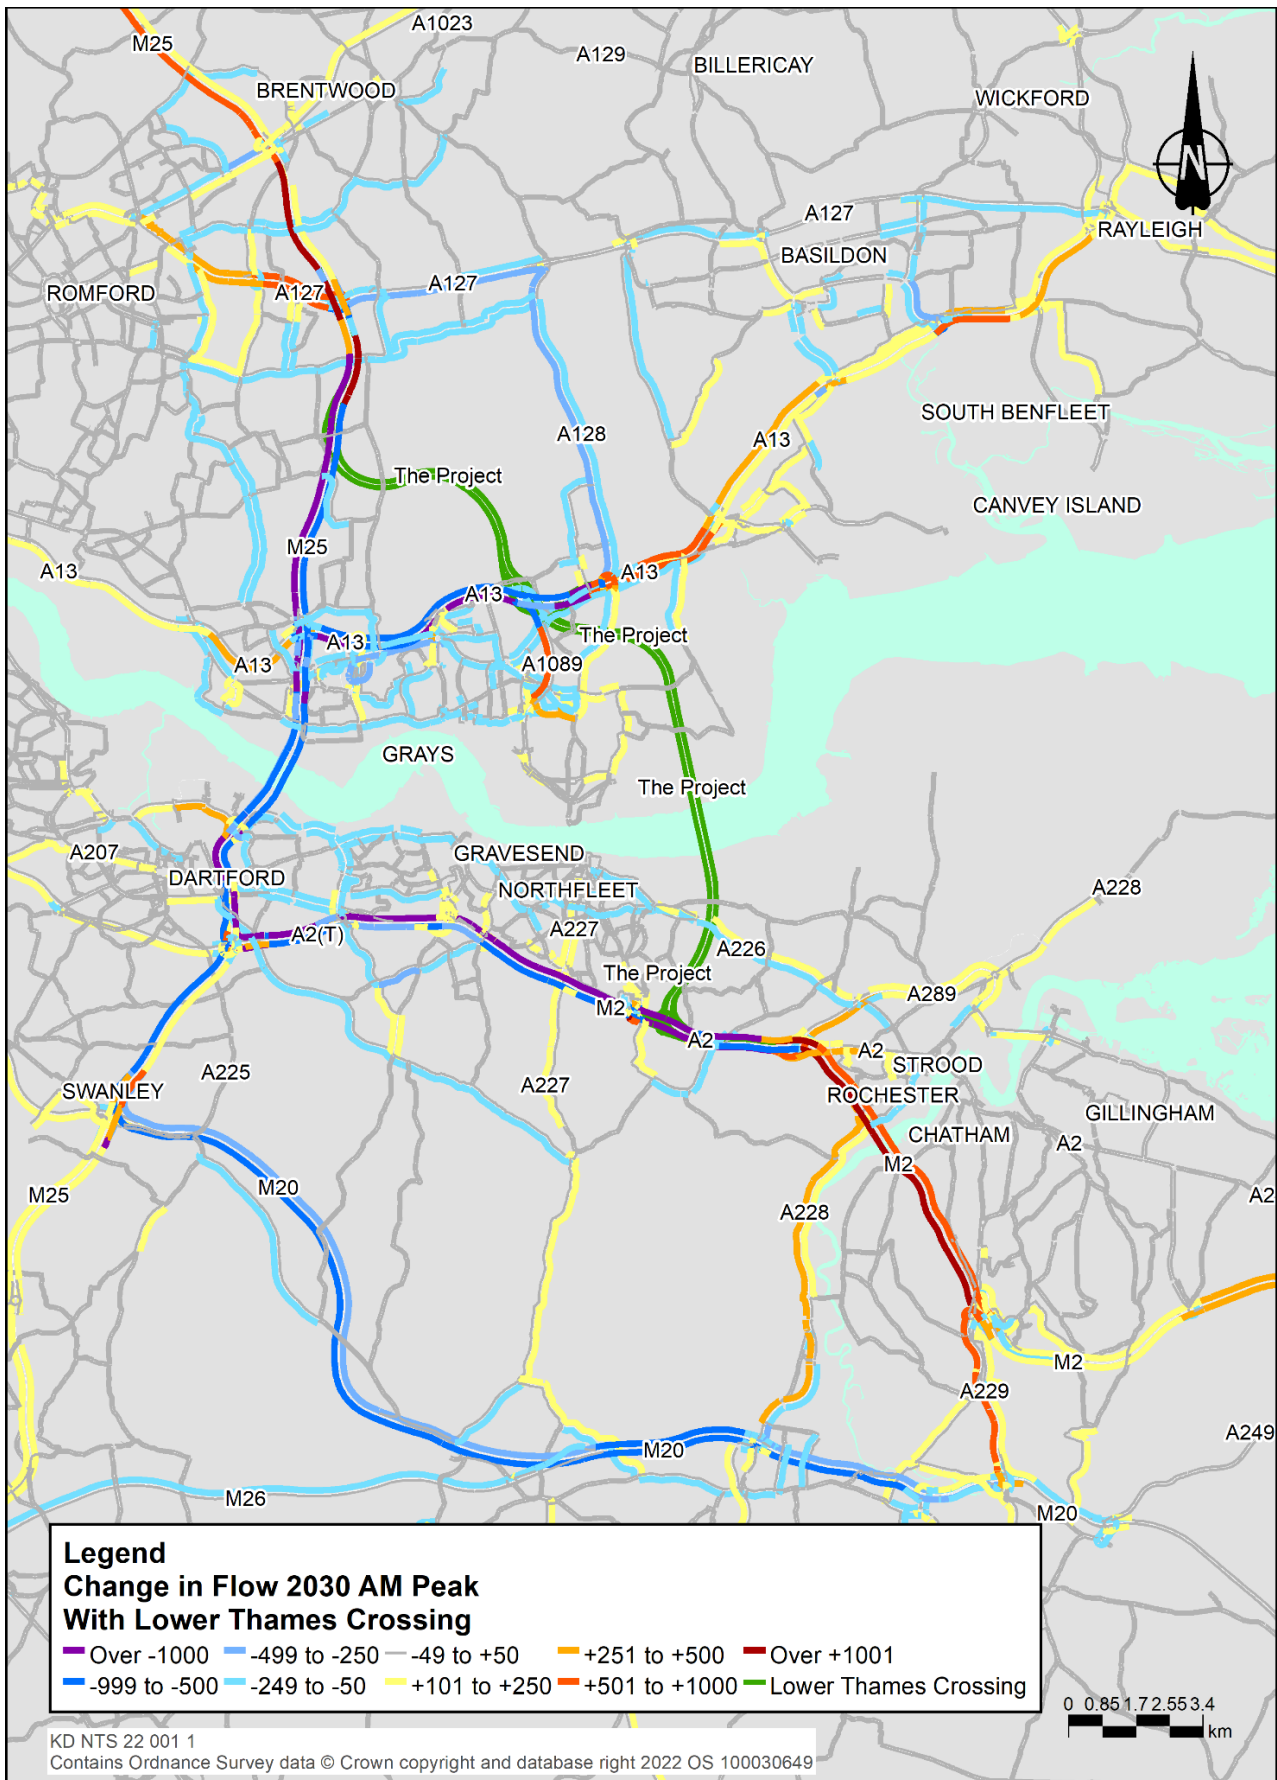 A1023
M25
A129
BILLERICAY
BRENTWOOD
WICKFORD
N
A127
RAYLEIGH
BASILDON
A127
A127
ROMFORD
SOUTH BENFLEET
A128
A13
The Project
CANVEY ISLAND
M25
A13
A13
A13
The Project
A13
A13
A1089
GRAYS
The Project
A207
GRAVESEND
DARTFORD
NORTHFLEET
A228
A2(T)
A227
A226
The Project
A289
M2
A2
A2
STROOD
A225
SWANLEY
A227
ROCHESTER
GILLINGHAM
CHATHAM
A2
M2
M25
M20
A2
A228
M2
A229
A249
M20
M26
M20
Legend
Change in Flow 2030 AM Peak
With Lower Thames Crossing
Over -1000 -499 to -250 -49 to +50 +251 to +500 Over +1001
-999 to -500 -249 to -50 +101 to +250 +501 to +1000 Lower Thames Crossing
0 0.85 1.7 2.55 3.4
km
KD NTS 22 001 1
Contains Ordnance Survey data © Crown copyright and database right 2022 OS 100030649